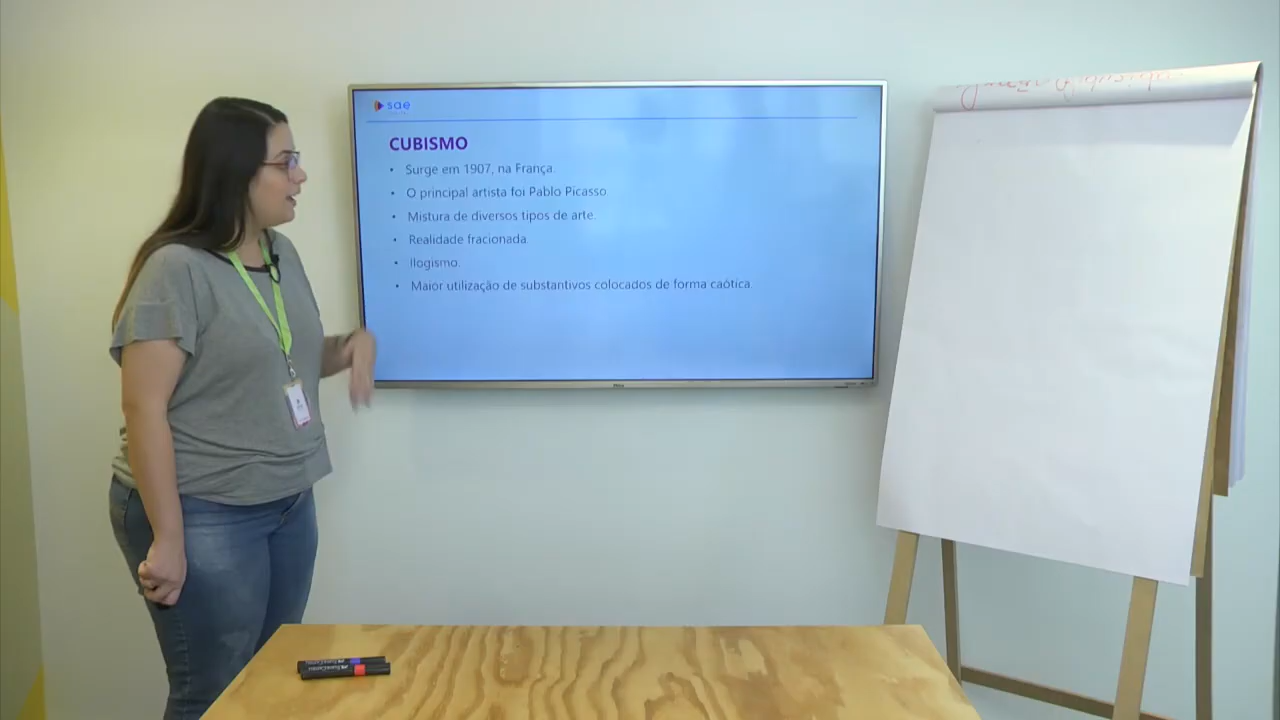 sae
CUBISMO
• Surge em 1907, na França.
• O principal artista foi Pablo Picasso
• Mistura de diversos tipos de arte.
• Realidade fracionada.
• Ilogismo.
• Maior utilização de substantivos colocados de forma caótica.